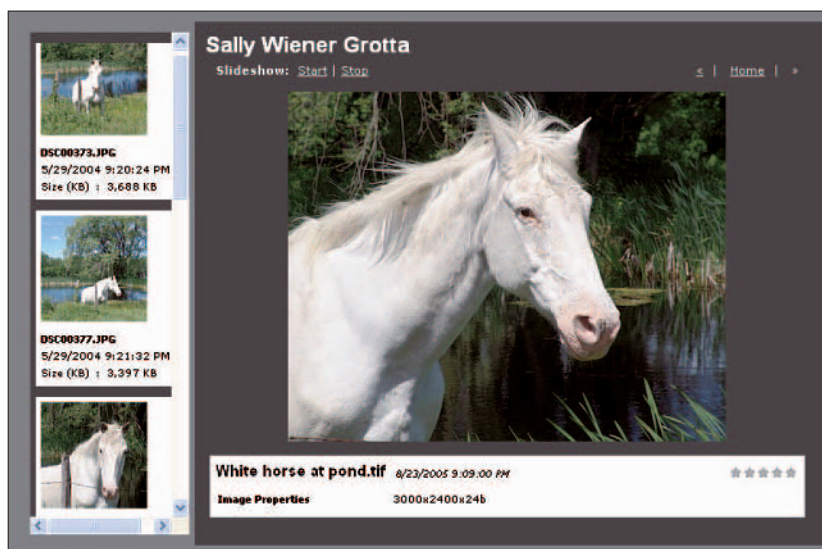 Sally Wiener Grotta
Slideshow: Start | Stop
< | Home | »
DSC00373.JPG
5/29/2004 9:20:24 PM
Size (KB) : 3,688 KB
DSC00377.JPG
5/29/2004 9:21:32 PM
Size (KB) : 3,397 KB
White horse at pond.tif 8/23/2005 9:09:00 PM
Image Properties 3000x2400x24b